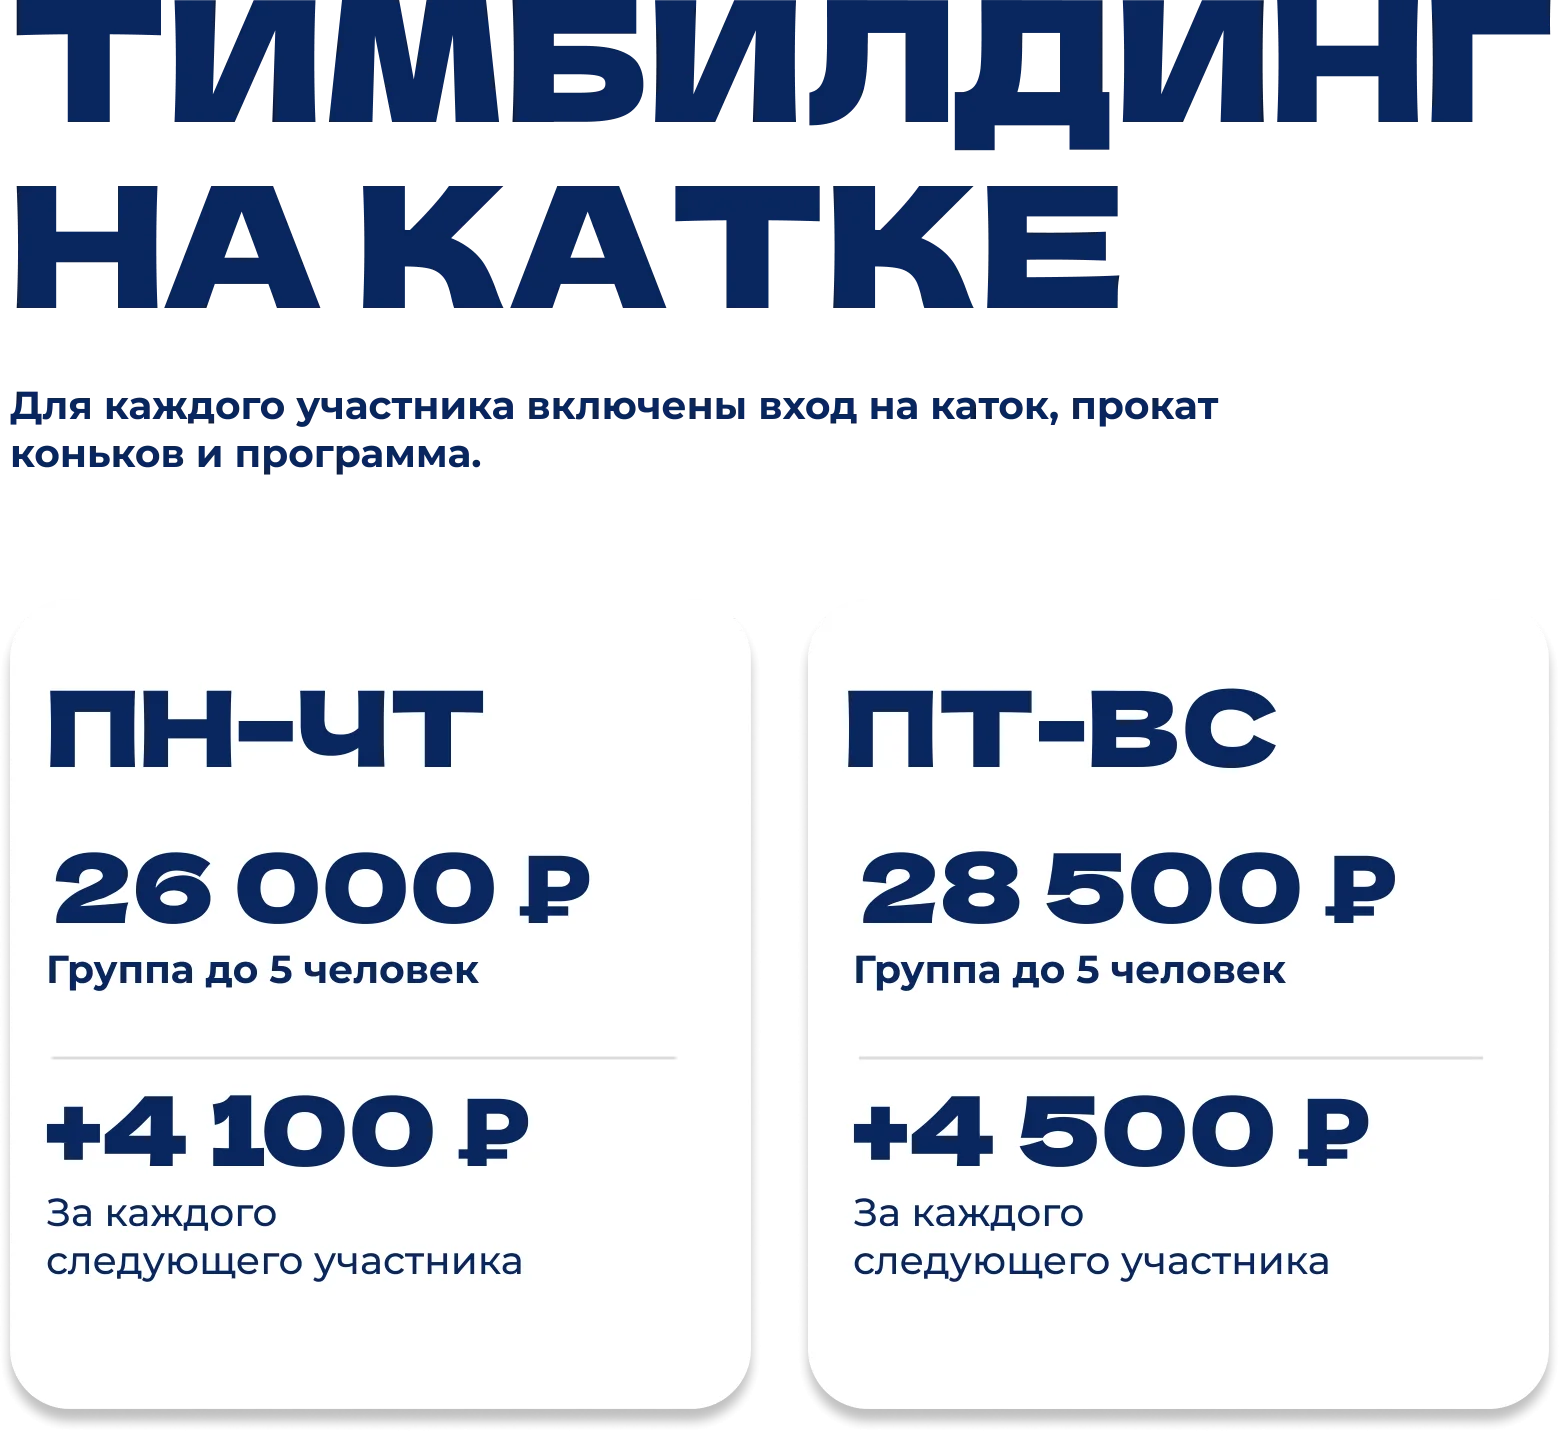 ТИМБИЛДИНГ
НА КАТКЕ
Для каждого участника включены вход на каток, прокат
коньков и программа.
ПН-ЧТ
26 000 ₽
Группа до 5 человек
+4 100 ₽
За каждого
следующего участника
ПТ-ВС
28 500 ₽
Группа до 5 человек
+4 500 ₽
За каждого
следующего участника